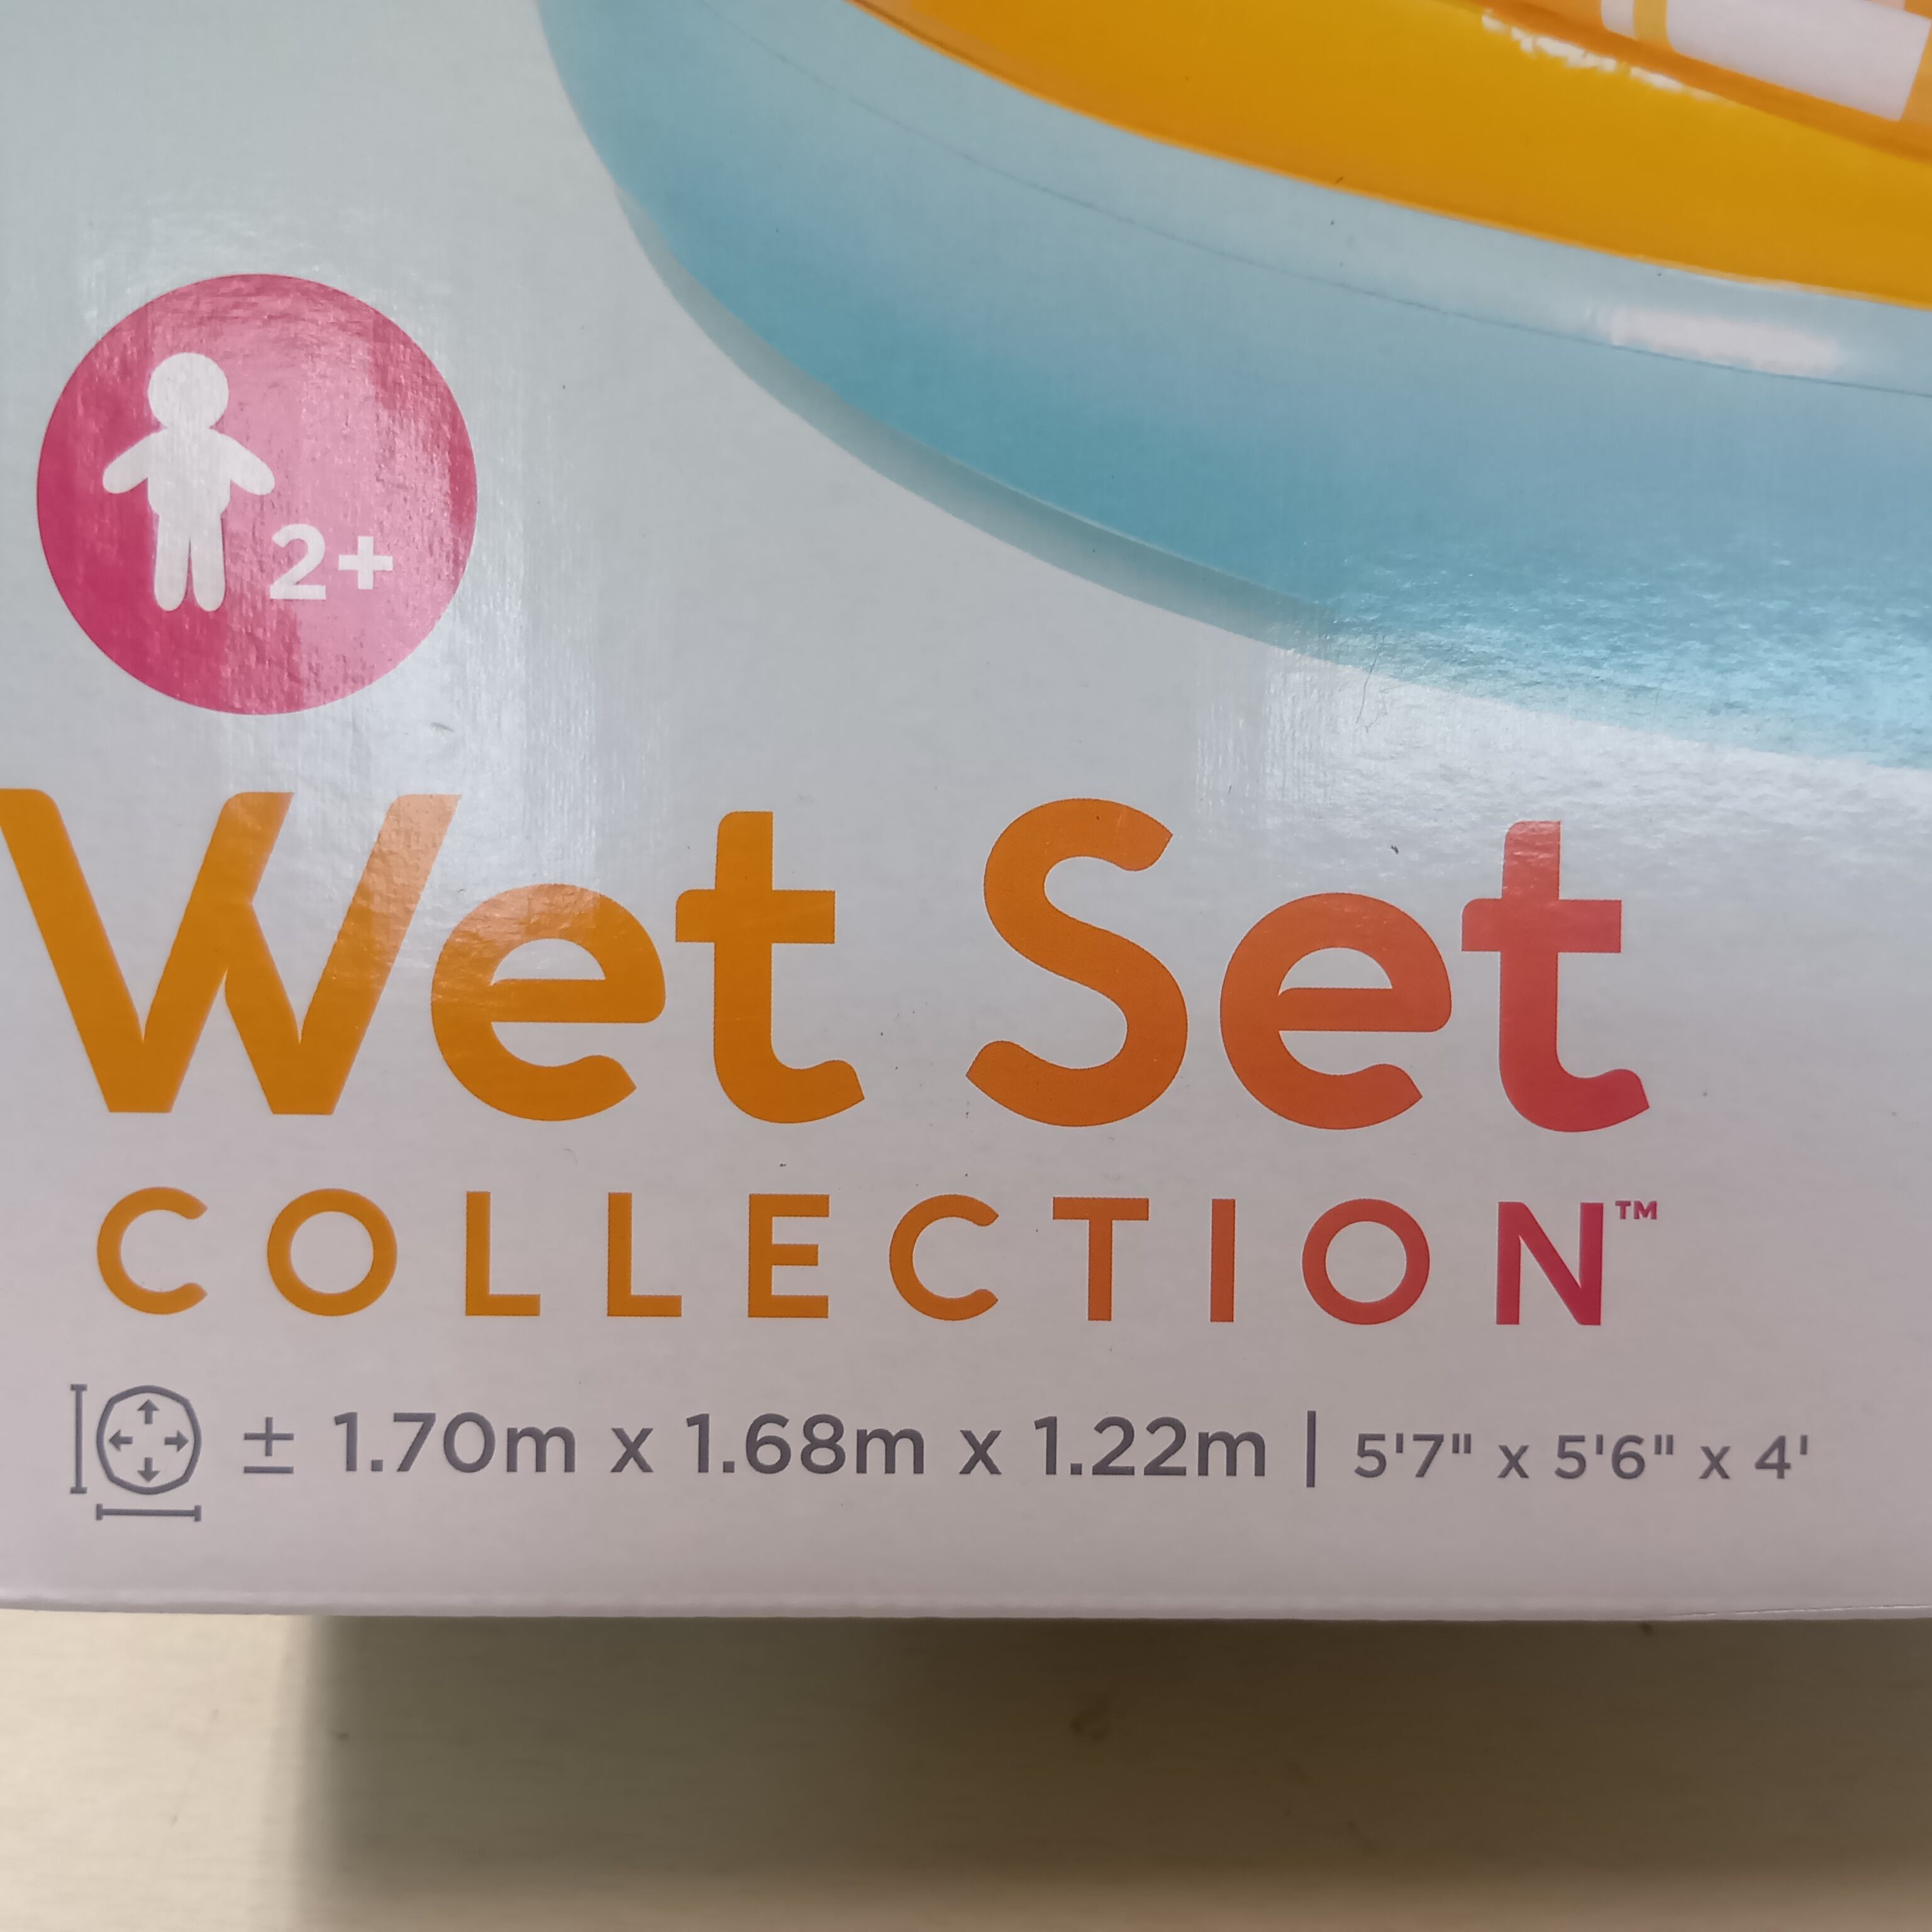 2+
Wet Set
COLLECTION™
± 1.70m x 1.68m x 1.22m | 5'7" x 5'6" x 4'